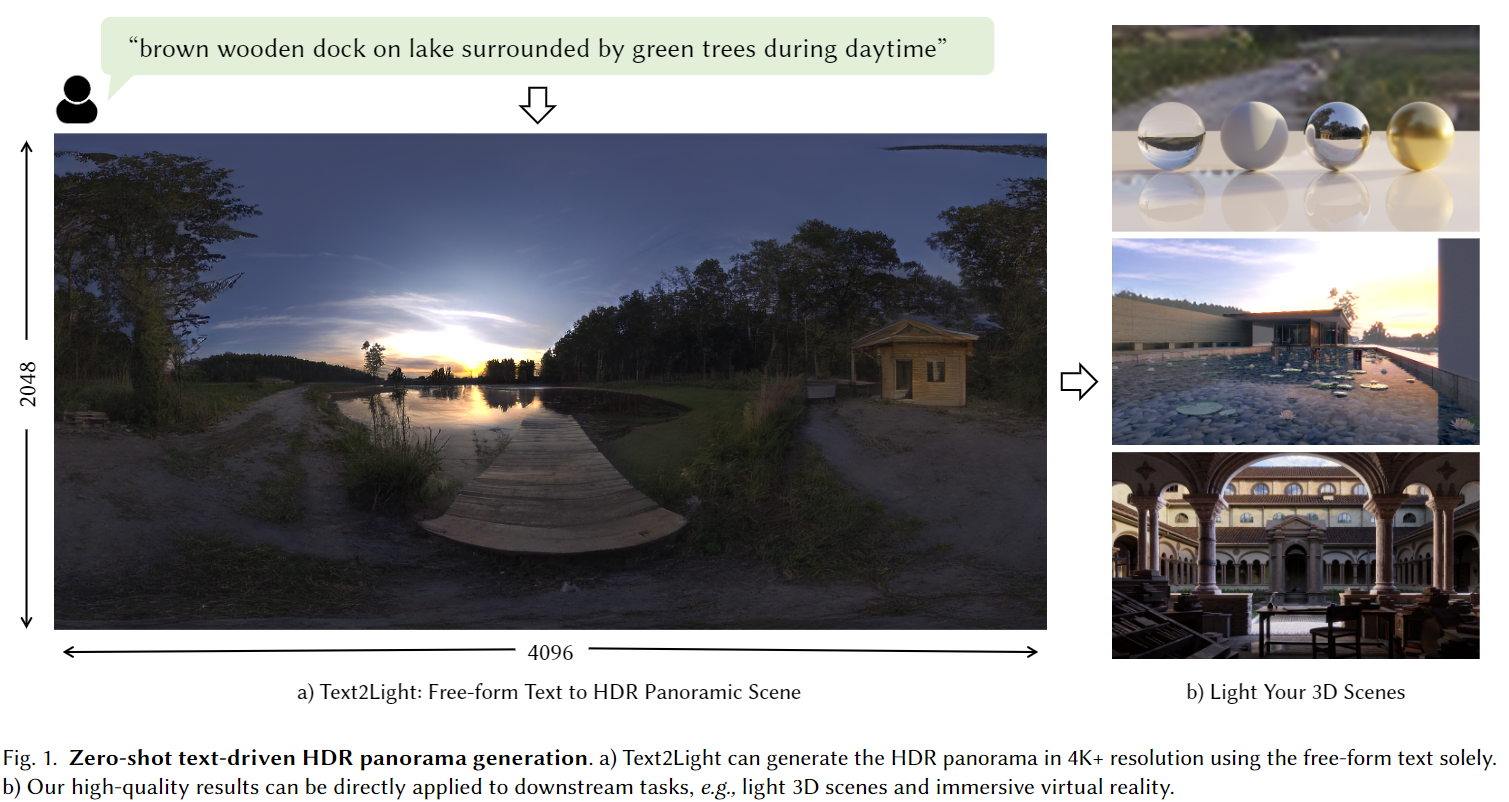 “brown wooden dock on lake surrounded by green trees during daytime”
2048
4096
a) Text2Light: Free-form Text to HDR Panoramic Scene
b) Light Your 3D Scenes
Fig. 1. Zero-shot text-driven HDR panorama generation. a) Text2Light can generate the HDR panorama in 4K+ resolution using the free-form text solely.
b) Our high-quality results can be directly applied to downstream tasks, e.g., light 3D scenes and immersive virtual reality.